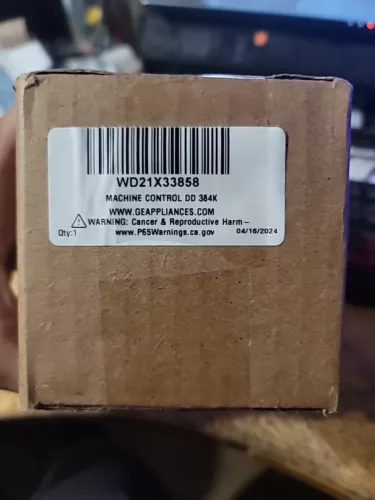 WD21X33858
MACHINE CONTROL DD 384K
WWW.GEAPPLIANCES.COM
⚠WARNING: Cancer & Reproductive Harm-
Qty:1 www.P65Warnings.ca.gov 04/16/2024